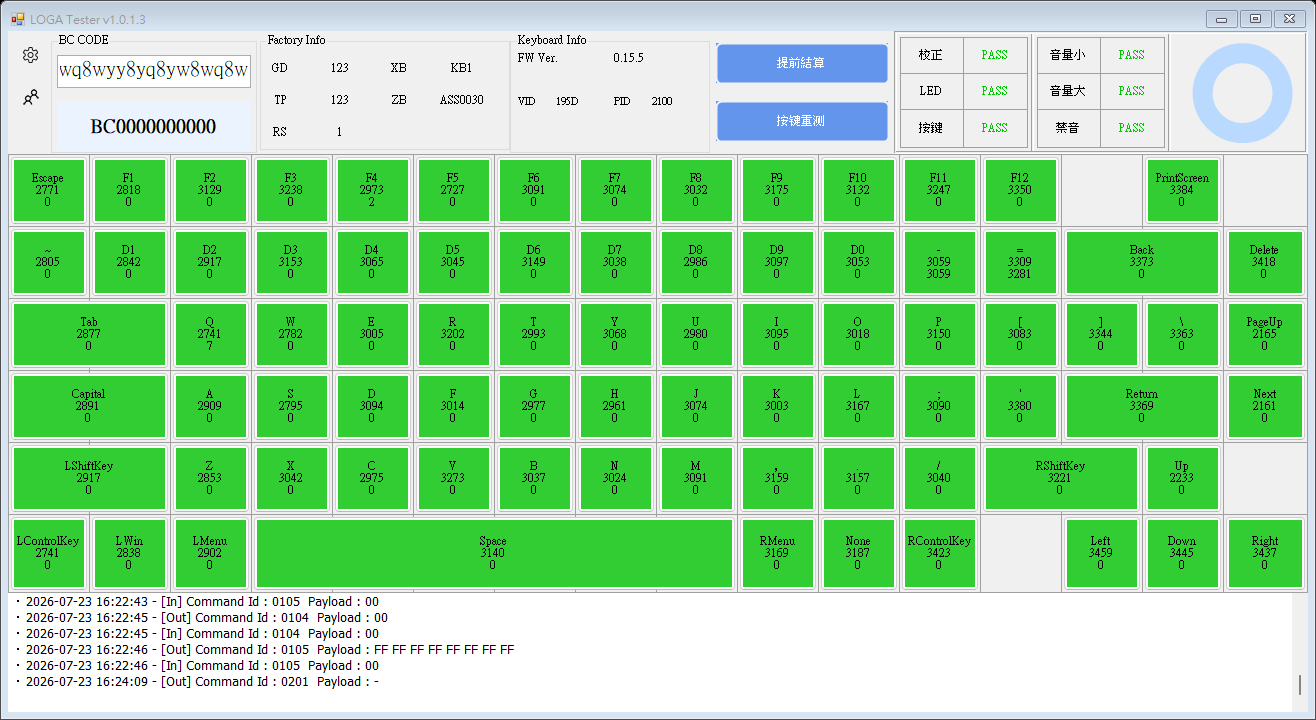 LOGA Tester v1.0.1.3
BC CODE
wq8wyy8yq8yw8wq8w
BC0000000000
Factory Info
GD 123 XB KB1
TP 123 ZB ASS0030
RS 1
Keyboard Info
FW Ver. 0.15.5
VID 195D PID 2100
提前結算
按键重测
校正 PASS 音量小 PASS
LED PASS 音量大 PASS
按鍵 PASS 禁音 PASS
Escape F1 F2 F3 F4 F5 F6 F7 F8 F9 F10 F11 F12 PrintScreen
2771 2818 3129 3238 2973 2727 3091 3074 3032 3175 3132 3247 3350 3384
0 0 0 0 2 0 0 0 0 0 0 0 0 0
~ D1 D2 D3 D4 D5 D6 D7 D8 D9 D0 - = Back Delete
2805 2842 2917 3153 3065 3045 3149 3038 2986 3097 3053 3059 3309 3373 3418
0 0 0 0 0 0 0 0 0 0 0 3059 3281 0 0
Tab Q W E R T Y U I O P [ ] \ PageUp
2877 2741 2782 3005 3202 2993 3068 2980 3095 3018 3150 3083 3344 3363 2165
0 7 0 0 0 0 0 0 0 0 0 0 0 0 0
Capital A S D F G H J K L ; ' Return Next
2891 2909 2795 3094 3014 2977 2961 3074 3003 3167 3090 3380 3369 2161
0 0 0 0 0 0 0 0 0 0 0 0 0 0
LShiftKey Z X C V B N M , . / RShiftKey Up
2917 2853 3042 2975 3273 3037 3024 3091 3159 3157 3040 3221 2233
0 0 0 0 0 0 0 0 0 0 0 0 0
LControlKey LWin LMenu Space RMenu None RControlKey Left Down Right
2741 2838 2902 3140 3169 3187 3423 3459 3445 3437
0 0 0 0 0 0 0 0 0 0
· 2026-07-23 16:22:43 - [In] Command Id : 0105 Payload : 00
· 2026-07-23 16:22:45 - [Out] Command Id : 0104 Payload : 00
· 2026-07-23 16:22:45 - [In] Command Id : 0104 Payload : 00
· 2026-07-23 16:22:46 - [Out] Command Id : 0105 Payload : FF FF FF FF FF FF FF FF
· 2026-07-23 16:22:46 - [In] Command Id : 0105 Payload : 00
· 2026-07-23 16:24:09 - [Out] Command Id : 0201 Payload : -